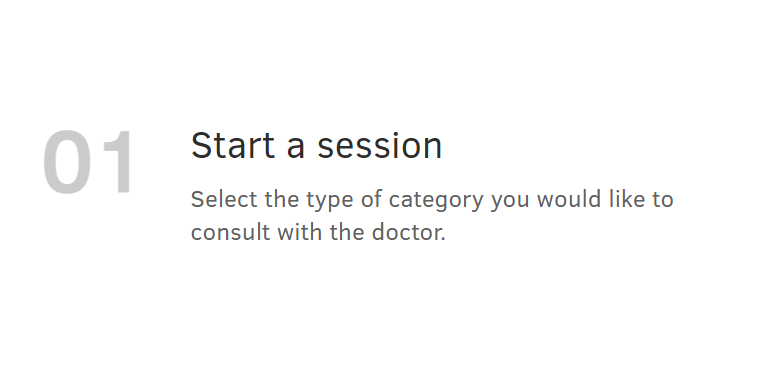 01
Start a session
Select the type of category you would like to
consult with the doctor.